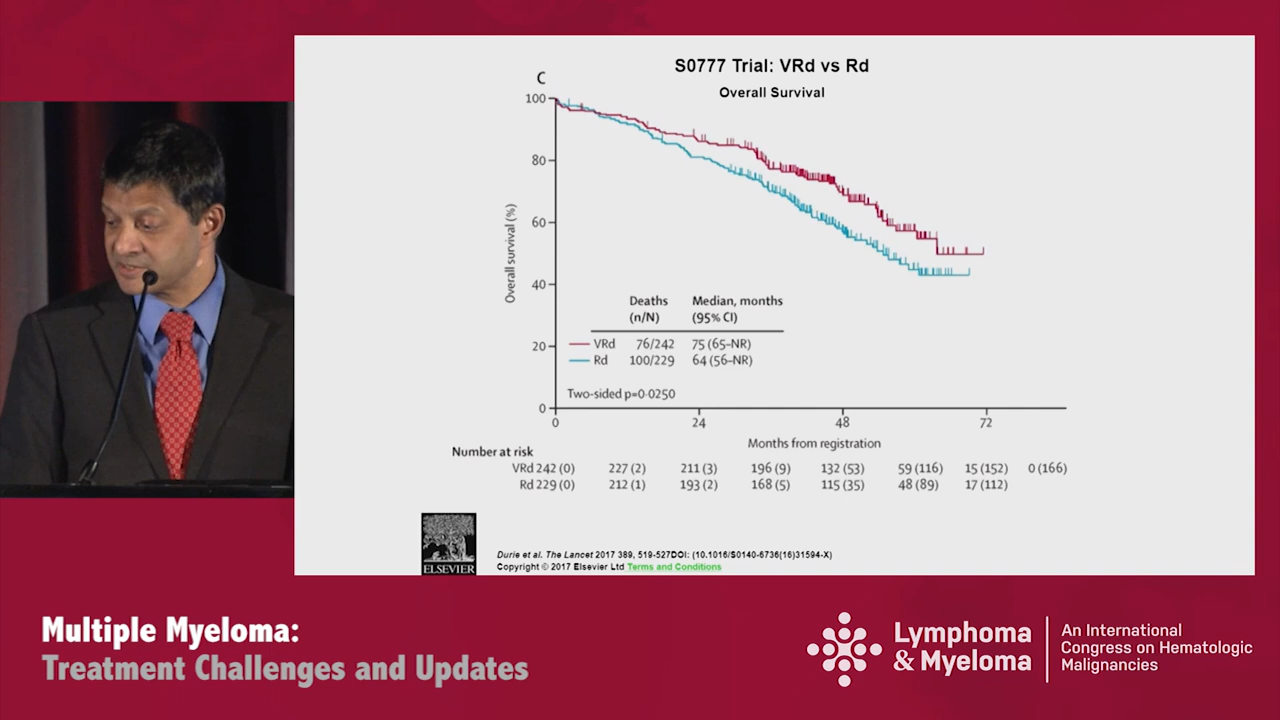 S0777 Trial: VRd vs Rd
Overall Survival
C
100
80
60
40
20
0
Overall survival (%)
Deaths (n/N) Median, months (95% CI)
VRd 76/242 75 (65–NR)
Rd 100/229 64 (56–NR)
Two-sided p=0·0250
0 24 48 72
Months from registration
Number at risk
VRd 242 (0) 227 (2) 211 (3) 196 (9) 132 (53) 59 (116) 15 (152) 0 (166)
Rd 229 (0) 212 (1) 193 (2) 168 (5) 115 (35) 48 (89) 17 (112)
ELSEVIER
Durie et al. The Lancet 2017 389, 519-527DOI: (10.1016/S0140-6736(16)31594-X)
Copyright © 2017 Elsevier Ltd Terms and Conditions
Multiple Myeloma:
Treatment Challenges and Updates
Lymphoma
& Myeloma
An International
Congress on Hematologic
Malignancies